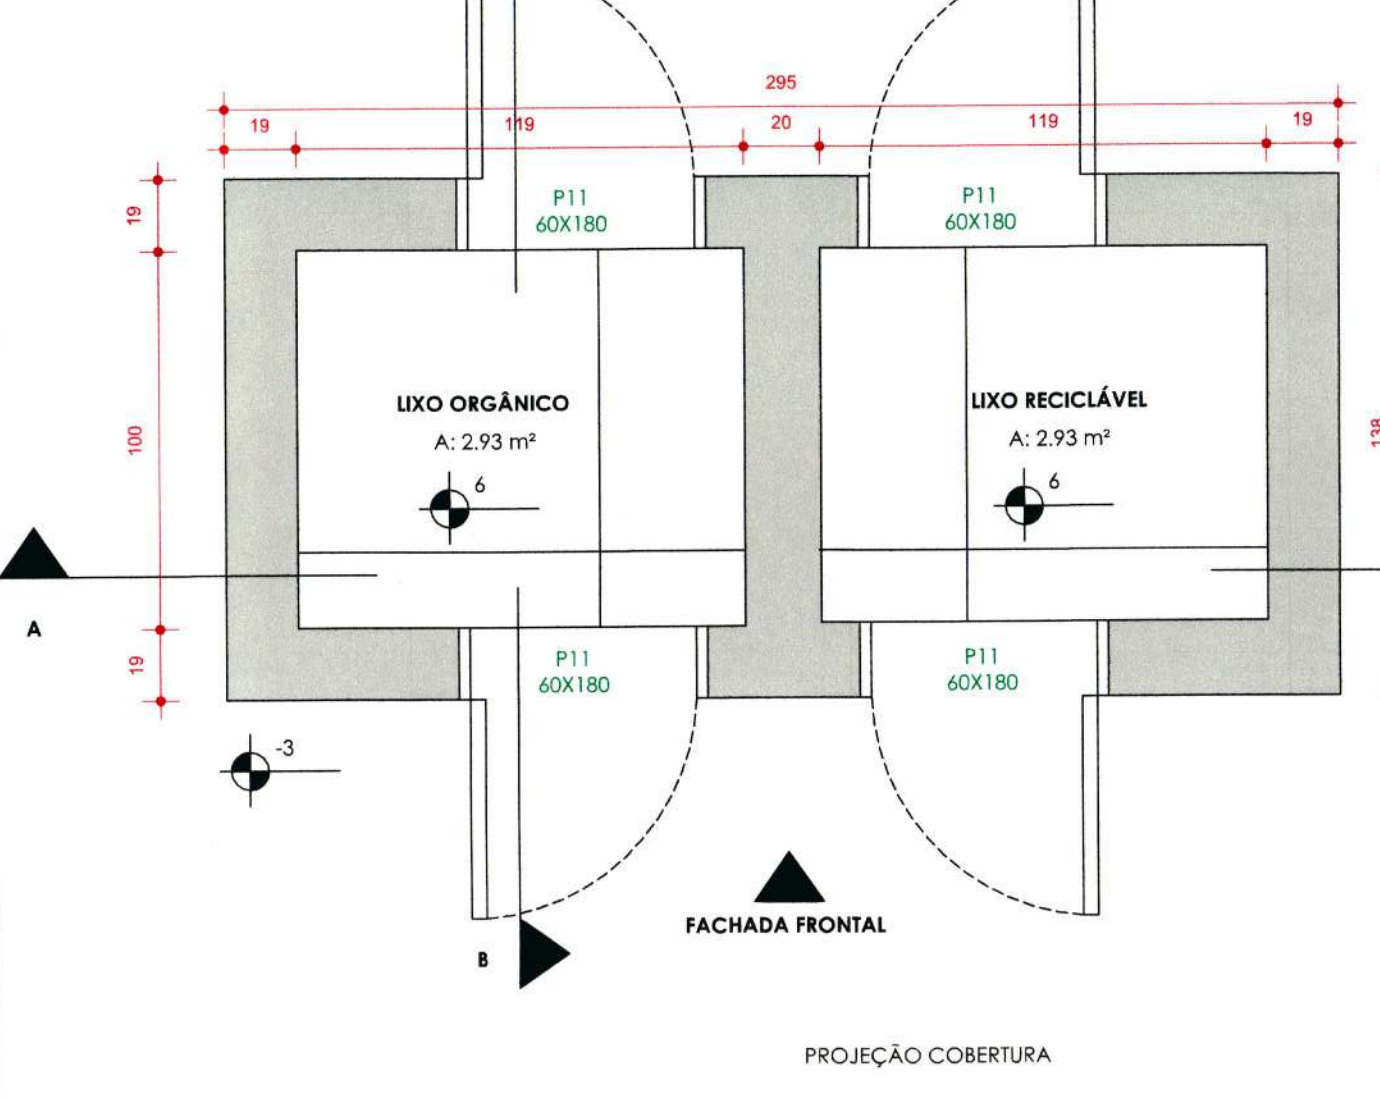 295
19
119
20
119
19
19
P11
60X180
P11
60X180
100
138
LIXO ORGÂNICO
A: 2.93 m²
6
LIXO RECICLÁVEL
A: 2.93 m²
6
A
19
P11
60X180
P11
60X180
-3
FACHADA FRONTAL
B
PROJEÇÃO COBERTURA